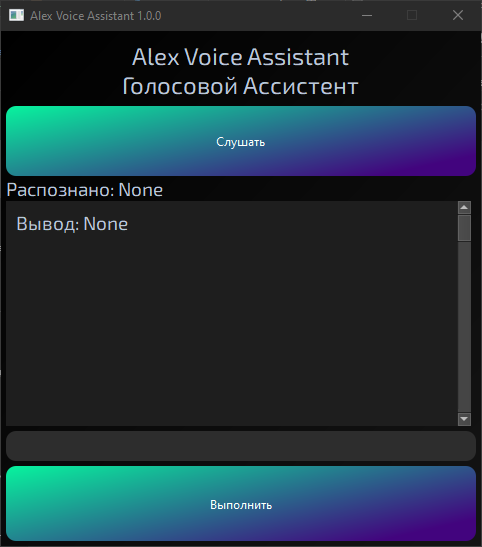 Alex Voice Assistant 1.0.0
Alex Voice Assistant
Голосовой Ассистент
Слушать
Распознано: None
Вывод: None
Выполнить